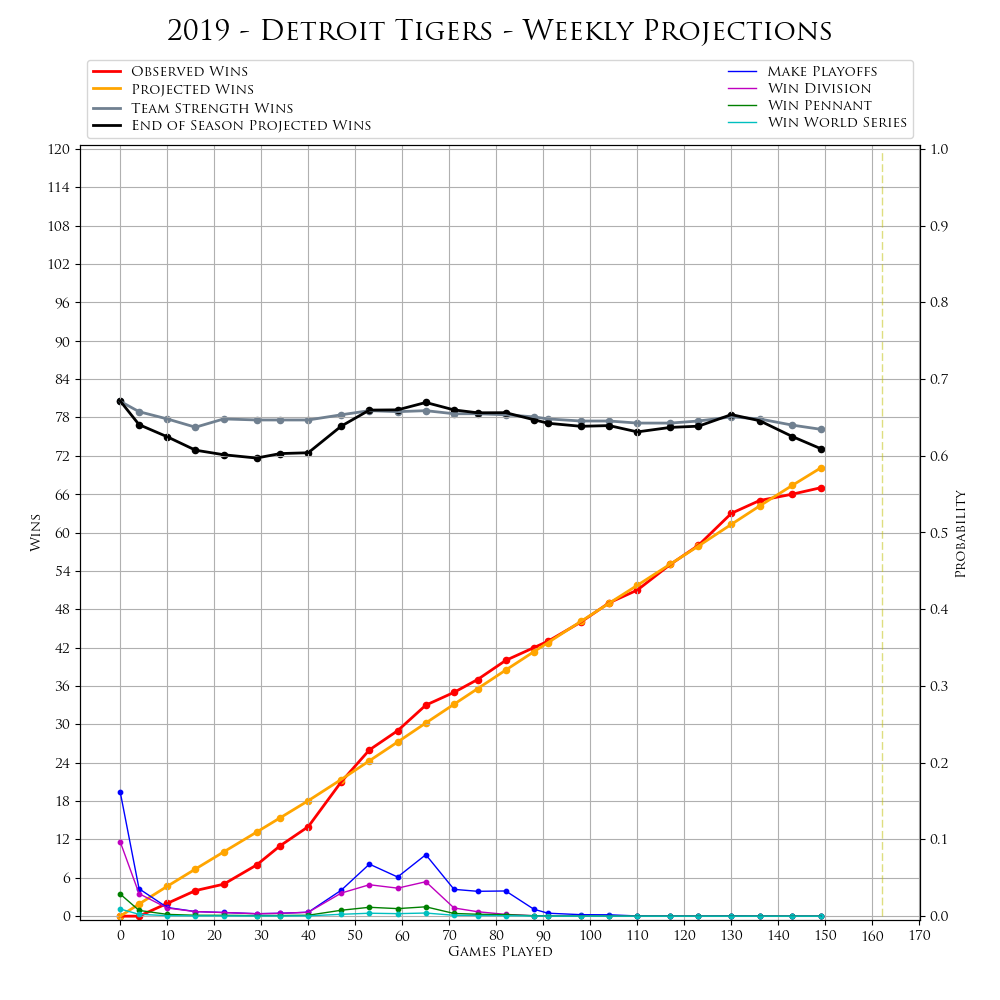 2019 - Detroit Tigers - Weekly Projections
Observed Wins
Projected Wins
Team Strength Wins
End of Season Projected Wins
Make Playoffs
Win Division
Win Pennant
Win World Series
120
114
108
102
96
90
84
78
72
66
60
54
48
42
36
30
24
18
12
6
0
Wins
1.0
0.9
0.8
0.7
0.6
0.5
0.4
0.3
0.2
0.1
0.0
Probability
0 10 20 30 40 50 60 70 80 90 100 110 120 130 140 150 160 170
Games Played